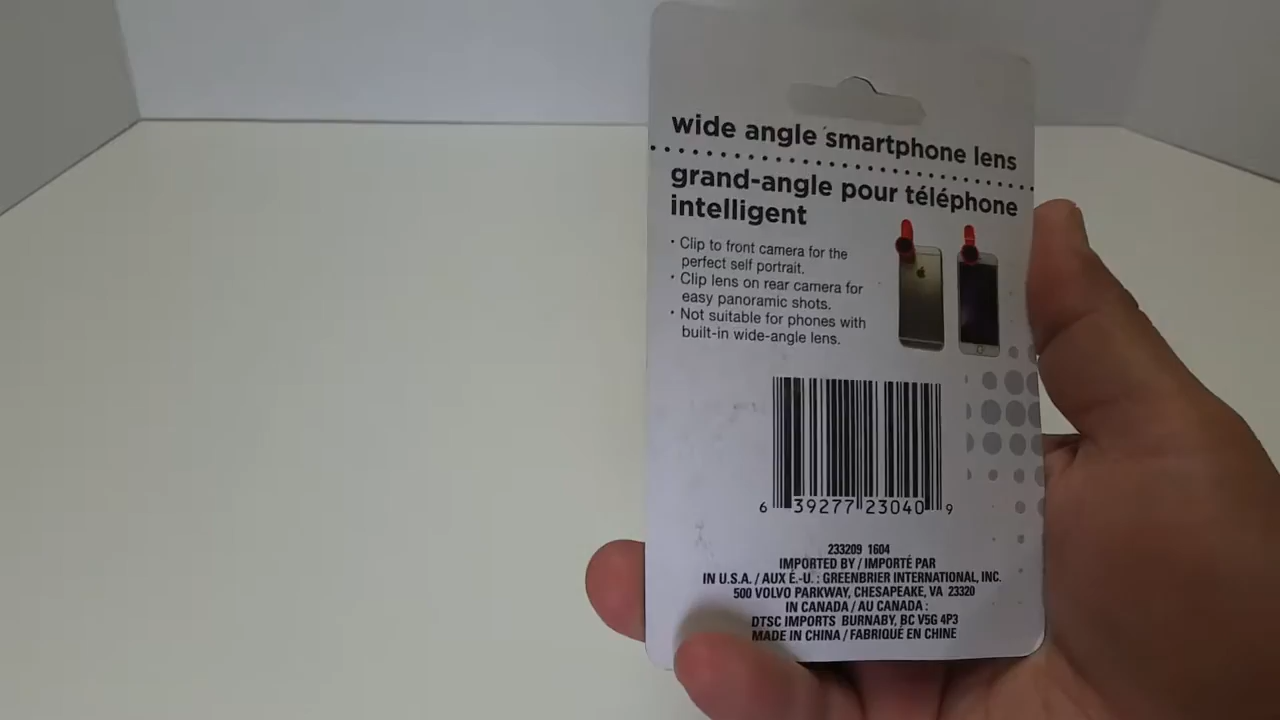 wide angle smartphone lens
grand-angle pour téléphone
intelligent
• Clip to front camera for the
perfect self portrait.
• Clip lens on rear camera for
easy panoramic shots.
• Not suitable for phones with
built-in wide-angle lens.
6 39277 23040 9
233209 1604
IMPORTED BY / IMPORTÉ PAR
IN U.S.A. / AUX É.-U. : GREENBRIER INTERNATIONAL, INC.
500 VOLVO PARKWAY, CHESAPEAKE, VA 23320
IN CANADA / AU CANADA :
DTSC IMPORTS BURNABY, BC V5G 4P3
MADE IN CHINA / FABRIQUÉ EN CHINE